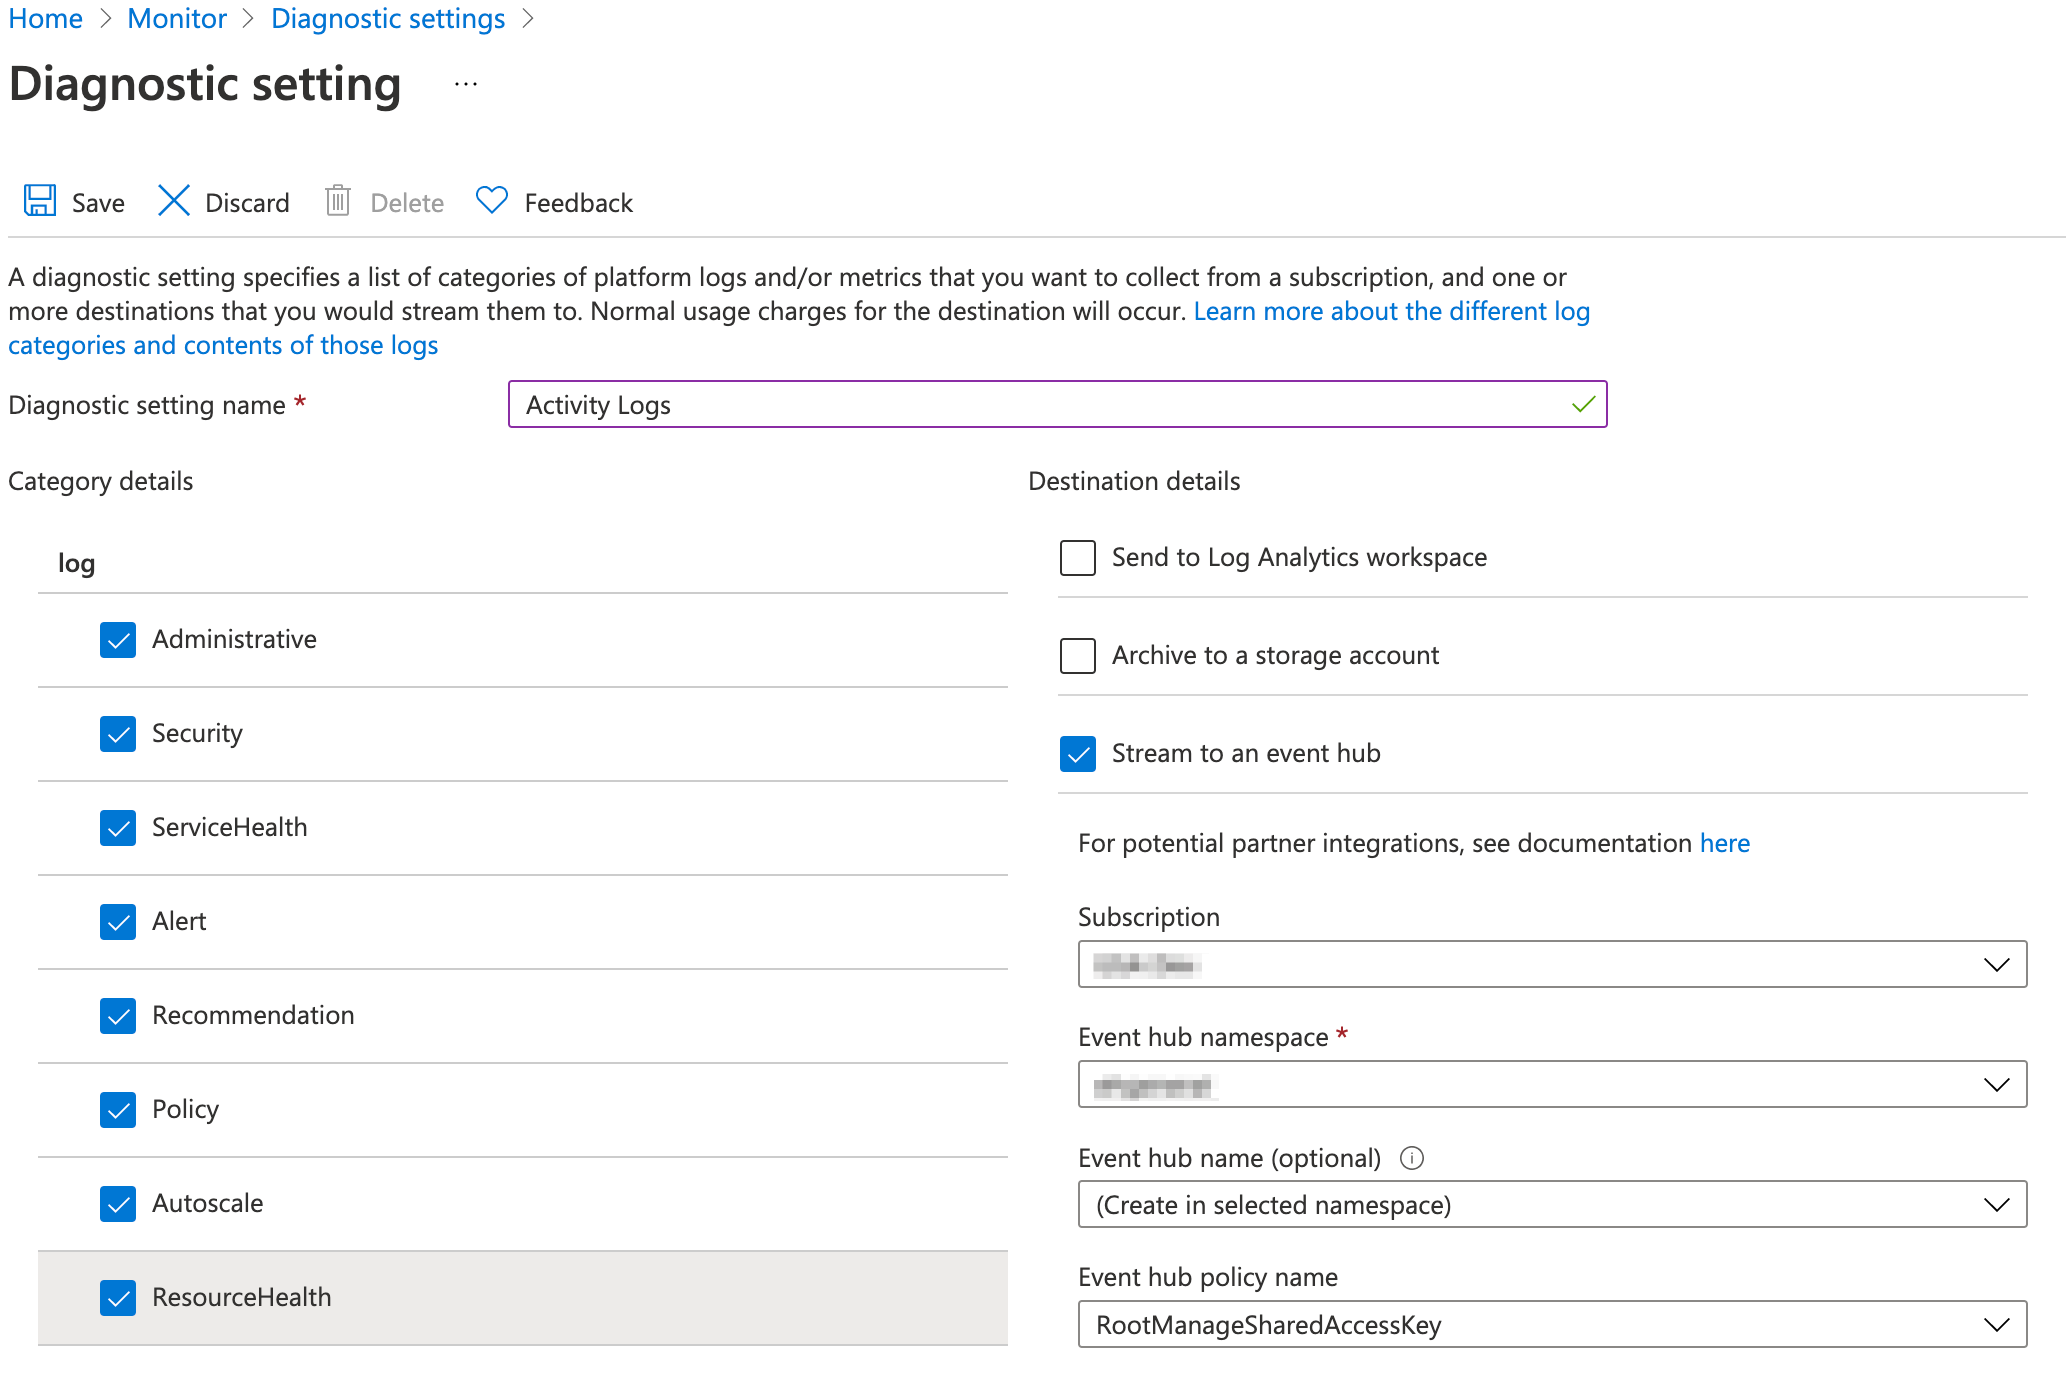 Home > Monitor > Diagnostic settings >
Diagnostic setting ...
Save Discard Delete Feedback
A diagnostic setting specifies a list of categories of platform logs and/or metrics that you want to collect from a subscription, and one or
more destinations that you would stream them to. Normal usage charges for the destination will occur. Learn more about the different log
categories and contents of those logs
Diagnostic setting name * Activity Logs
Category details
log
Administrative
Security
ServiceHealth
Alert
Recommendation
Policy
Autoscale
ResourceHealth
Destination details
Send to Log Analytics workspace
Archive to a storage account
Stream to an event hub
For potential partner integrations, see documentation here
Subscription
Event hub namespace *
Event hub name (optional)
(Create in selected namespace)
Event hub policy name
RootManageSharedAccessKey